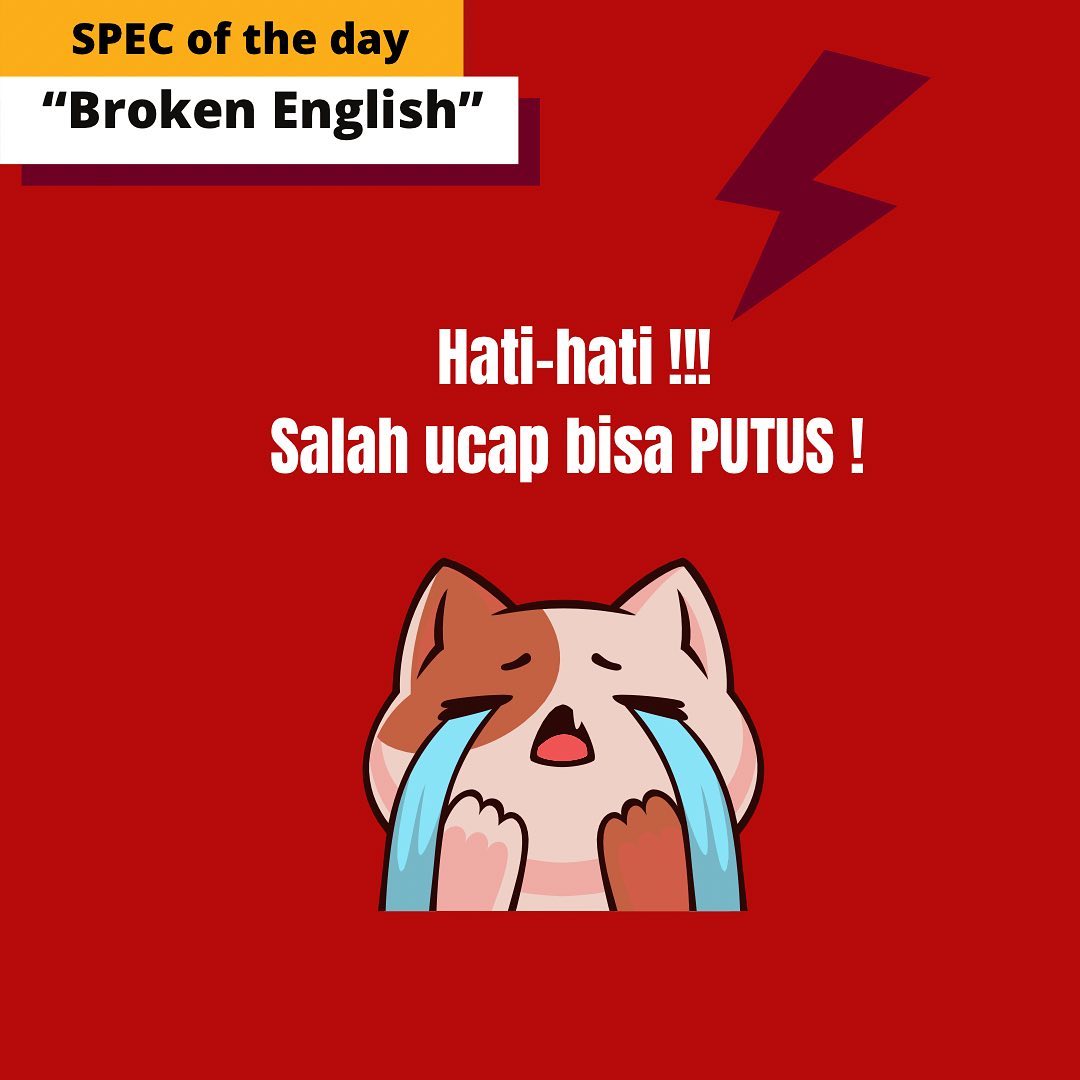 SPEC of the day
“Broken English”
Hati-hati !!!
Salah ucap bisa PUTUS !